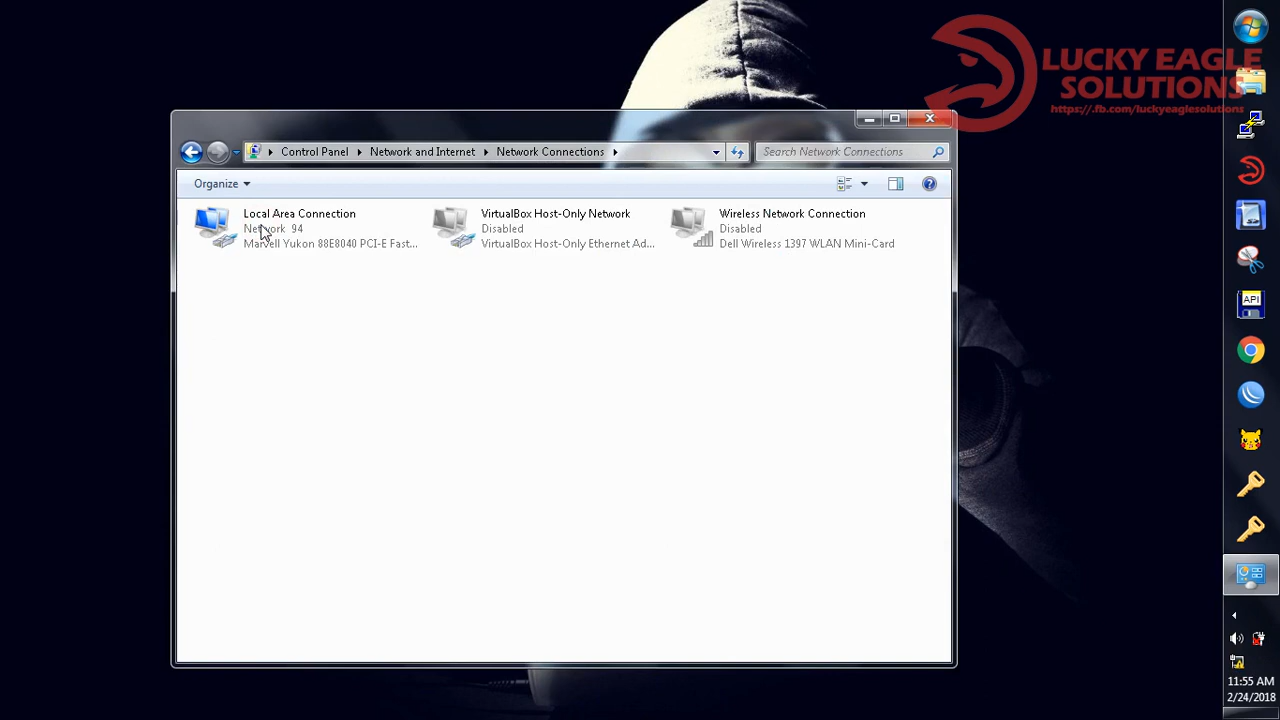 LUCKY EAGLE
SOLUTIONS
https://fb.com/luckyeaglesolutions
Control Panel Network and Internet Network Connections
Search Network Connections
Organize
Local Area Connection
Network 94
Marvell Yukon 88E8040 PCI-E Fast...
VirtualBox Host-Only Network
Disabled
VirtualBox Host-Only Ethernet Ad...
Wireless Network Connection
Disabled
Dell Wireless 1397 WLAN Mini-Card
API
11:55 AM
2/24/2018